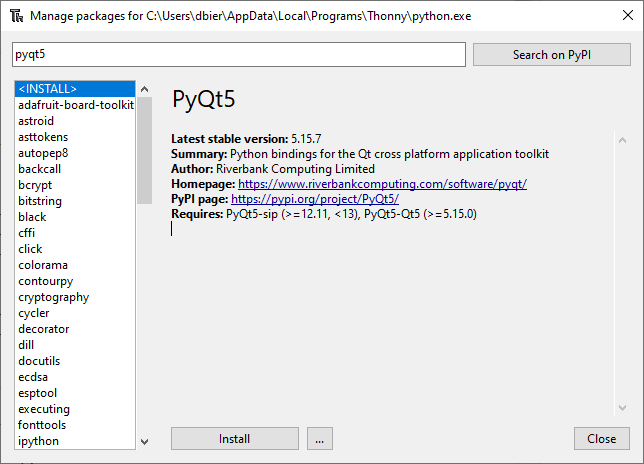 Manage packages for C:\Users\dbier\AppData\Local\Programs\Thonny\python.exe
pyqt5
Search on PyPI
<INSTALL>
adafruit-board-toolkit
astroid
asttokens
autopep8
backcall
bcrypt
bitstring
black
cffi
click
colorama
contourpy
cryptography
cycler
decorator
dill
docutils
ecdsa
esptool
executing
fonttools
ipython
PyQt5
Latest stable version: 5.15.7
Summary: Python bindings for the Qt cross platform application toolkit
Author: Riverbank Computing Limited
Homepage: https://www.riverbankcomputing.com/software/pyqt/
PyPI page: https://pypi.org/project/PyQt5/
Requires: PyQt5-sip (>=12.11, <13), PyQt5-Qt5 (>=5.15.0)
Install
...
Close